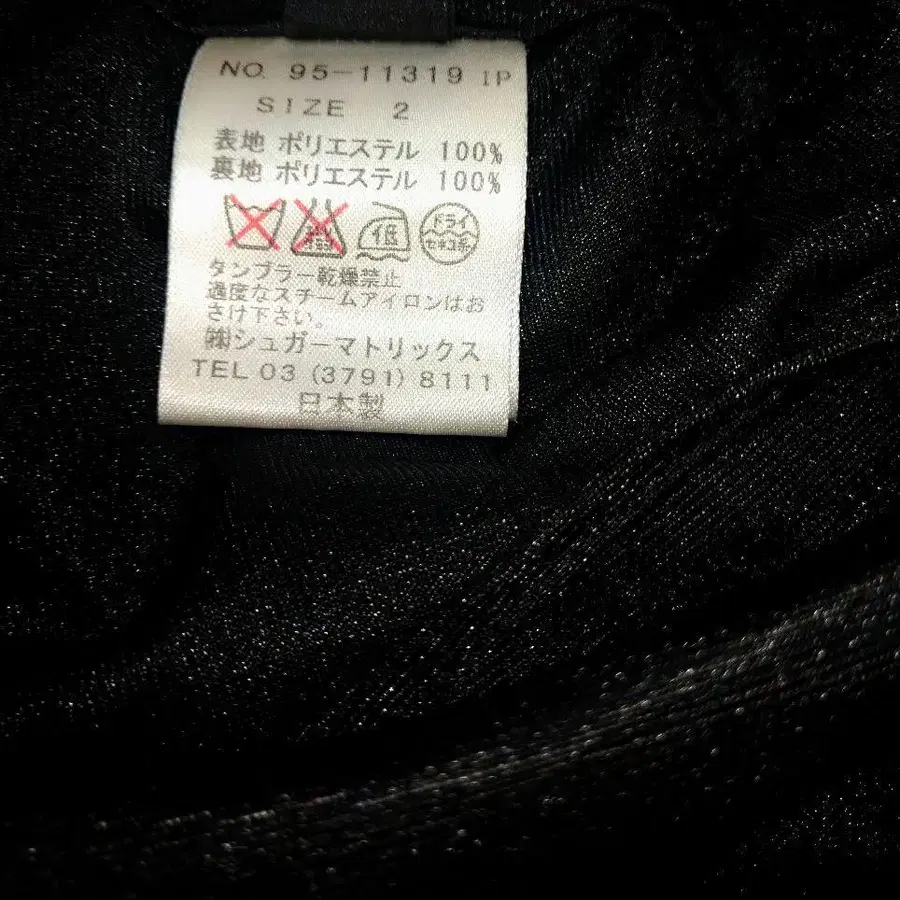 NO. 95-11319 IP
SIZE 2
表地 ポリエステル 100%
裏地 ポリエステル 100%
低 ドライ セキユ系
タンブラー乾燥禁止
過度なスチームアイロンはお
さけ下さい。
㈱シュガーマトリックス
TEL 03 (3791) 8111
日本製